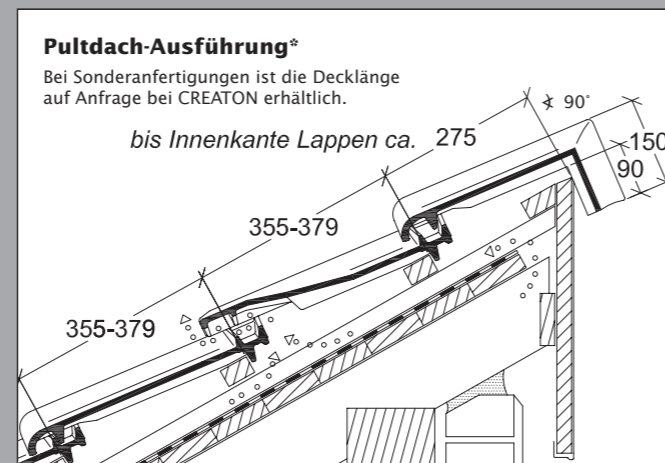 Pultdach-Ausführung*
Bei Sonderanfertigungen ist die Decklänge
auf Anfrage bei CREATON erhältlich.
bis Innenkante Lappen ca. 275
∢ 90°
150
90
355-379
355-379